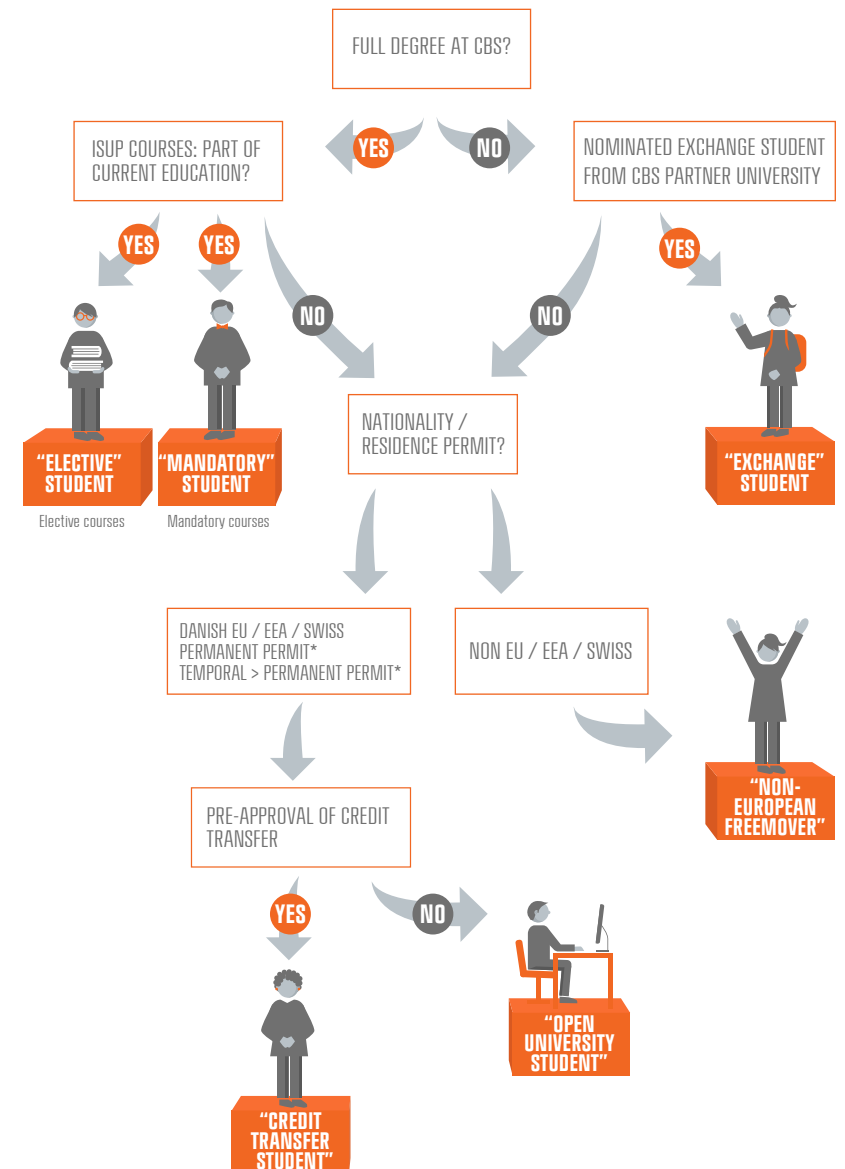 FULL DEGREE AT CBS?
ISUP COURSES: PART OF
CURRENT EDUCATION?
YES
NO
NOMINATED EXCHANGE STUDENT
FROM CBS PARTNER UNIVERSITY
YES
YES
NO
NO
YES
NATIONALITY /
RESIDENCE PERMIT?
"ELECTIVE"
STUDENT
Elective courses
"MANDATORY"
STUDENT
Mandatory courses
"EXCHANGE"
STUDENT
DANISH EU / EEA / SWISS
PERMANENT PERMIT*
TEMPORAL > PERMANENT PERMIT*
NON EU / EEA / SWISS
"NON-
EUROPEAN
FREEMOVER"
PRE-APPROVAL OF CREDIT
TRANSFER
YES
NO
"OPEN
UNIVERSITY
STUDENT"
"CREDIT
TRANSFER
STUDENT"